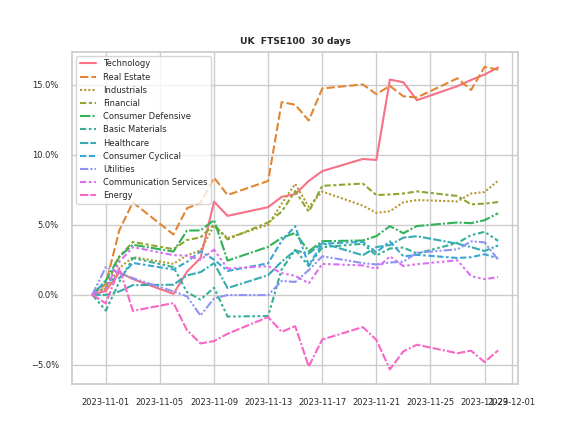 UK  FTSE100  30 days
15.0%
10.0%
5.0%
0.0%
−5.0%
Technology
Real Estate
Industrials
Financial
Consumer Defensive
Basic Materials
Healthcare
Consumer Cyclical
Utilities
Communication Services
Energy
2023-11-01
2023-11-05
2023-11-09
2023-11-13
2023-11-17
2023-11-21
2023-11-25
2023-11-29
2023-12-01